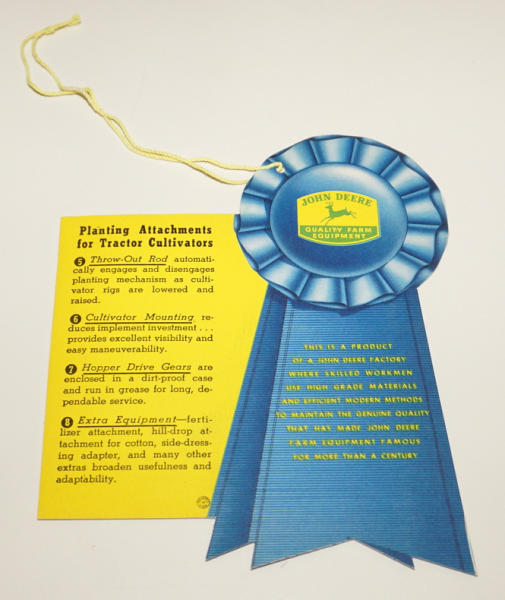 JOHN DEERE
QUALITY FARM
EQUIPMENT
Planting Attachments
for Tractor Cultivators
5 Throw-Out Rod automati-
cally engages and disengages
planting mechanism as culti-
vator rigs are lowered and
raised.
6 Cultivator Mounting re-
duces implement investment . . .
provides excellent visibility and
easy maneuverability.
7 Hopper Drive Gears are
enclosed in a dirt-proof case
and run in grease for long, de-
pendable service.
8 Extra Equipment—ferti-
lizer attachment, hill-drop at-
tachment for cotton, side-dress-
ing adapter, and many other
extras broaden usefulness and
adaptability.
THIS IS A PRODUCT
OF A JOHN DEERE FACTORY
WHERE SKILLED WORKMEN
USE HIGH GRADE MATERIALS
AND EFFICIENT MODERN METHODS
TO MAINTAIN THE GENUINE QUALITY
THAT HAS MADE JOHN DEERE
FARM EQUIPMENT FAMOUS
FOR MORE THAN A CENTURY